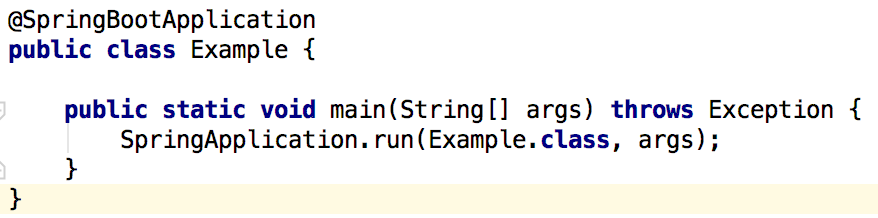 @SpringBootApplication
public class Example {
public static void main(String[] args) throws Exception {
SpringApplication.run(Example.class, args);
}
}